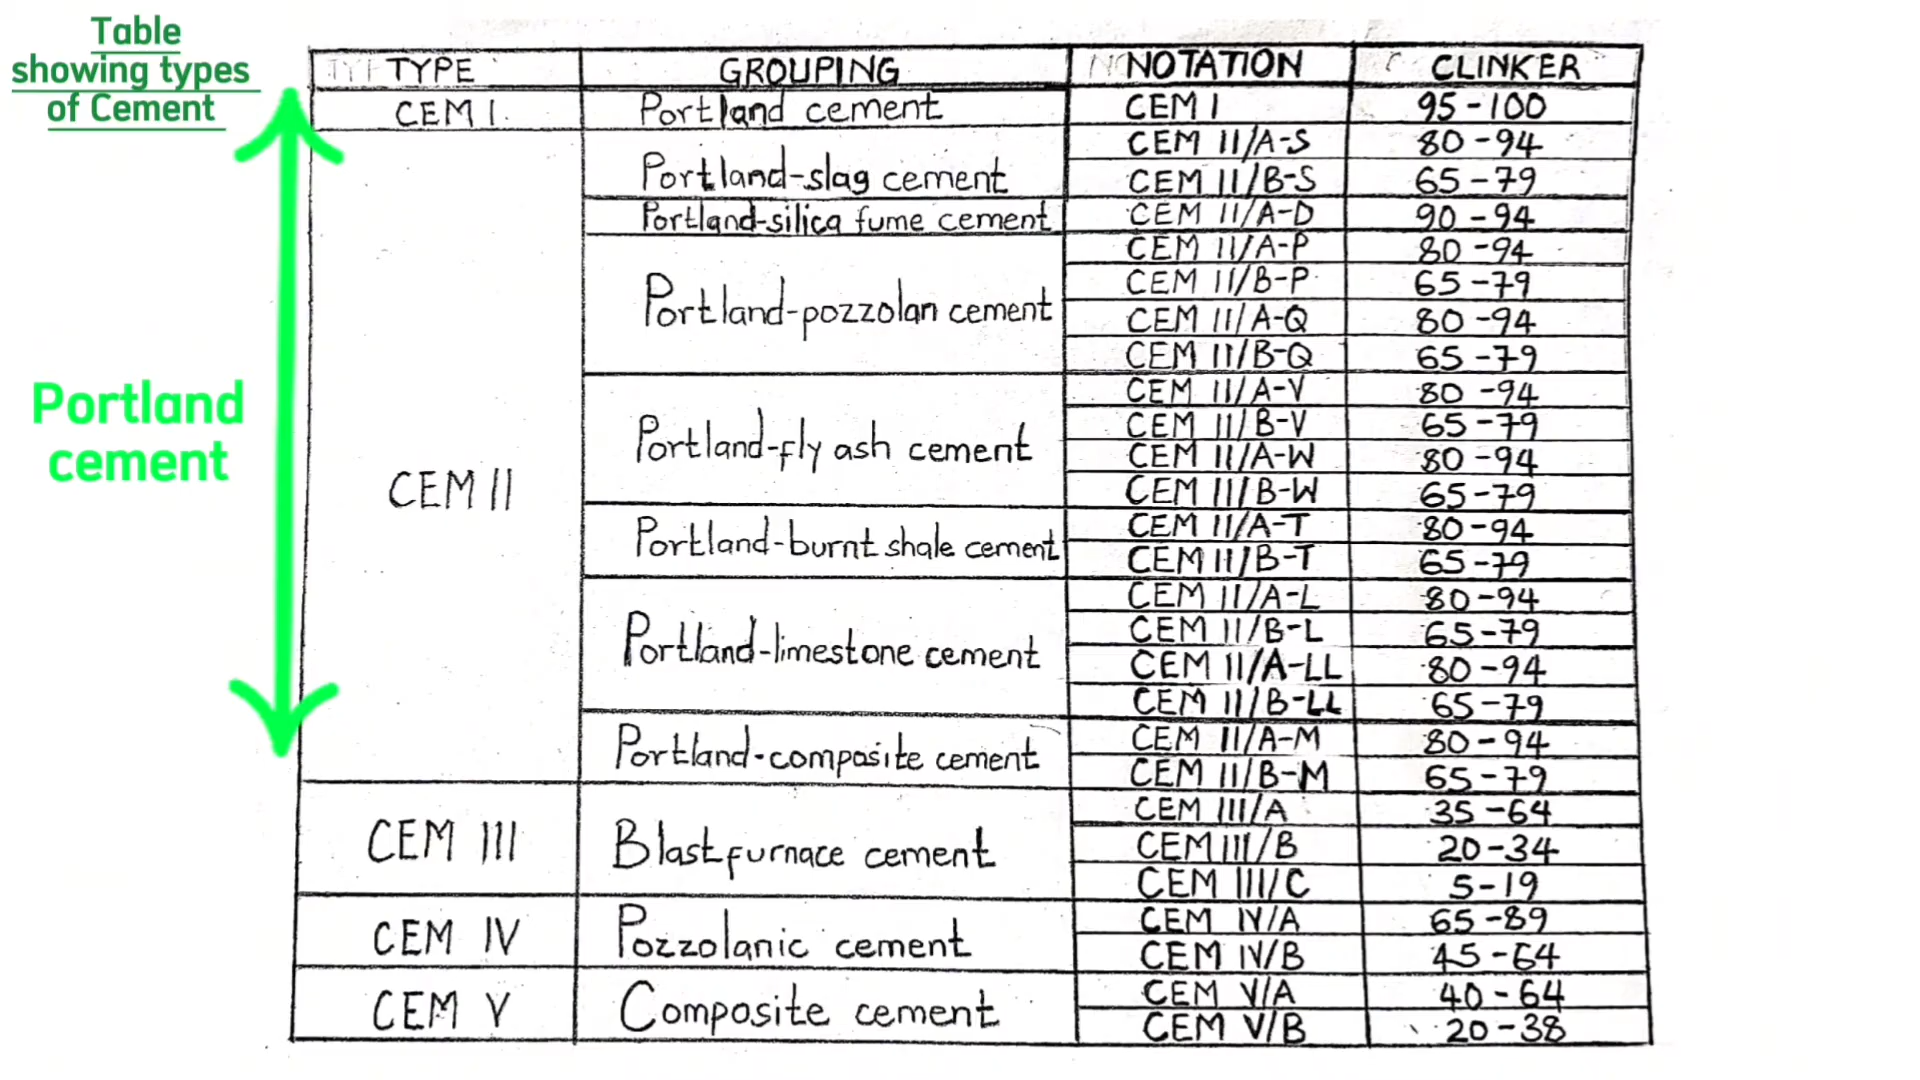 Table
showing types
of Cement
Portland
cement
TYPE GROUPING NOTATION CLINKER
CEM I. Portland cement CEM I 95-100
Portland-slag cement CEM II/A-S 80-94
CEM II/B-S 65-79
Portland-silica fume cement CEM II/A-D 90-94
Portland-pozzolan cement CEM II/A-P 80-94
CEM II/B-P 65-79
CEM II/A-Q 80-94
CEM II/B-Q 65-79
CEM II Portland-fly ash cement CEM II/A-V 80-94
CEM II/B-V 65-79
CEM II/A-W 80-94
CEM II/B-W 65-79
Portland-burnt shale cement CEM II/A-T 80-94
CEM II/B-T 65-79
Portland-limestone cement CEM II/A-L 80-94
CEM II/B-L 65-79
CEM II/A-LL 80-94
CEM II/B-LL 65-79
Portland-composite cement CEM II/A-M 80-94
CEM II/B-M 65-79
CEM III Blastfurnace cement CEM III/A 35-64
CEM III/B 20-34
CEM III/C 5-19
CEM IV Pozzolanic cement CEM IV/A 65-89
CEM IV/B 45-64
CEM V Composite cement CEM V/A 40-64
CEM V/B 20-38